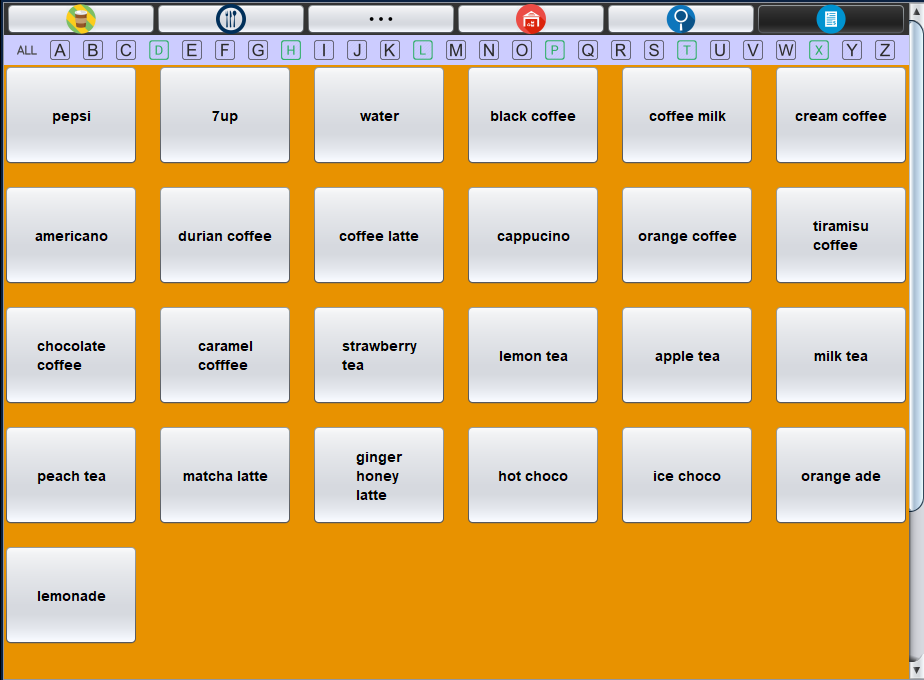 ...
ALL A B C D E F G H I J K L M N O P Q R S T U V W X Y Z
pepsi
7up
water
black coffee
coffee milk
cream coffee
americano
durian coffee
coffee latte
cappucino
orange coffee
tiramisu
coffee
chocolate
coffee
caramel
cofffee
strawberry
tea
lemon tea
apple tea
milk tea
peach tea
matcha latte
ginger
honey
latte
hot choco
ice choco
orange ade
lemonade